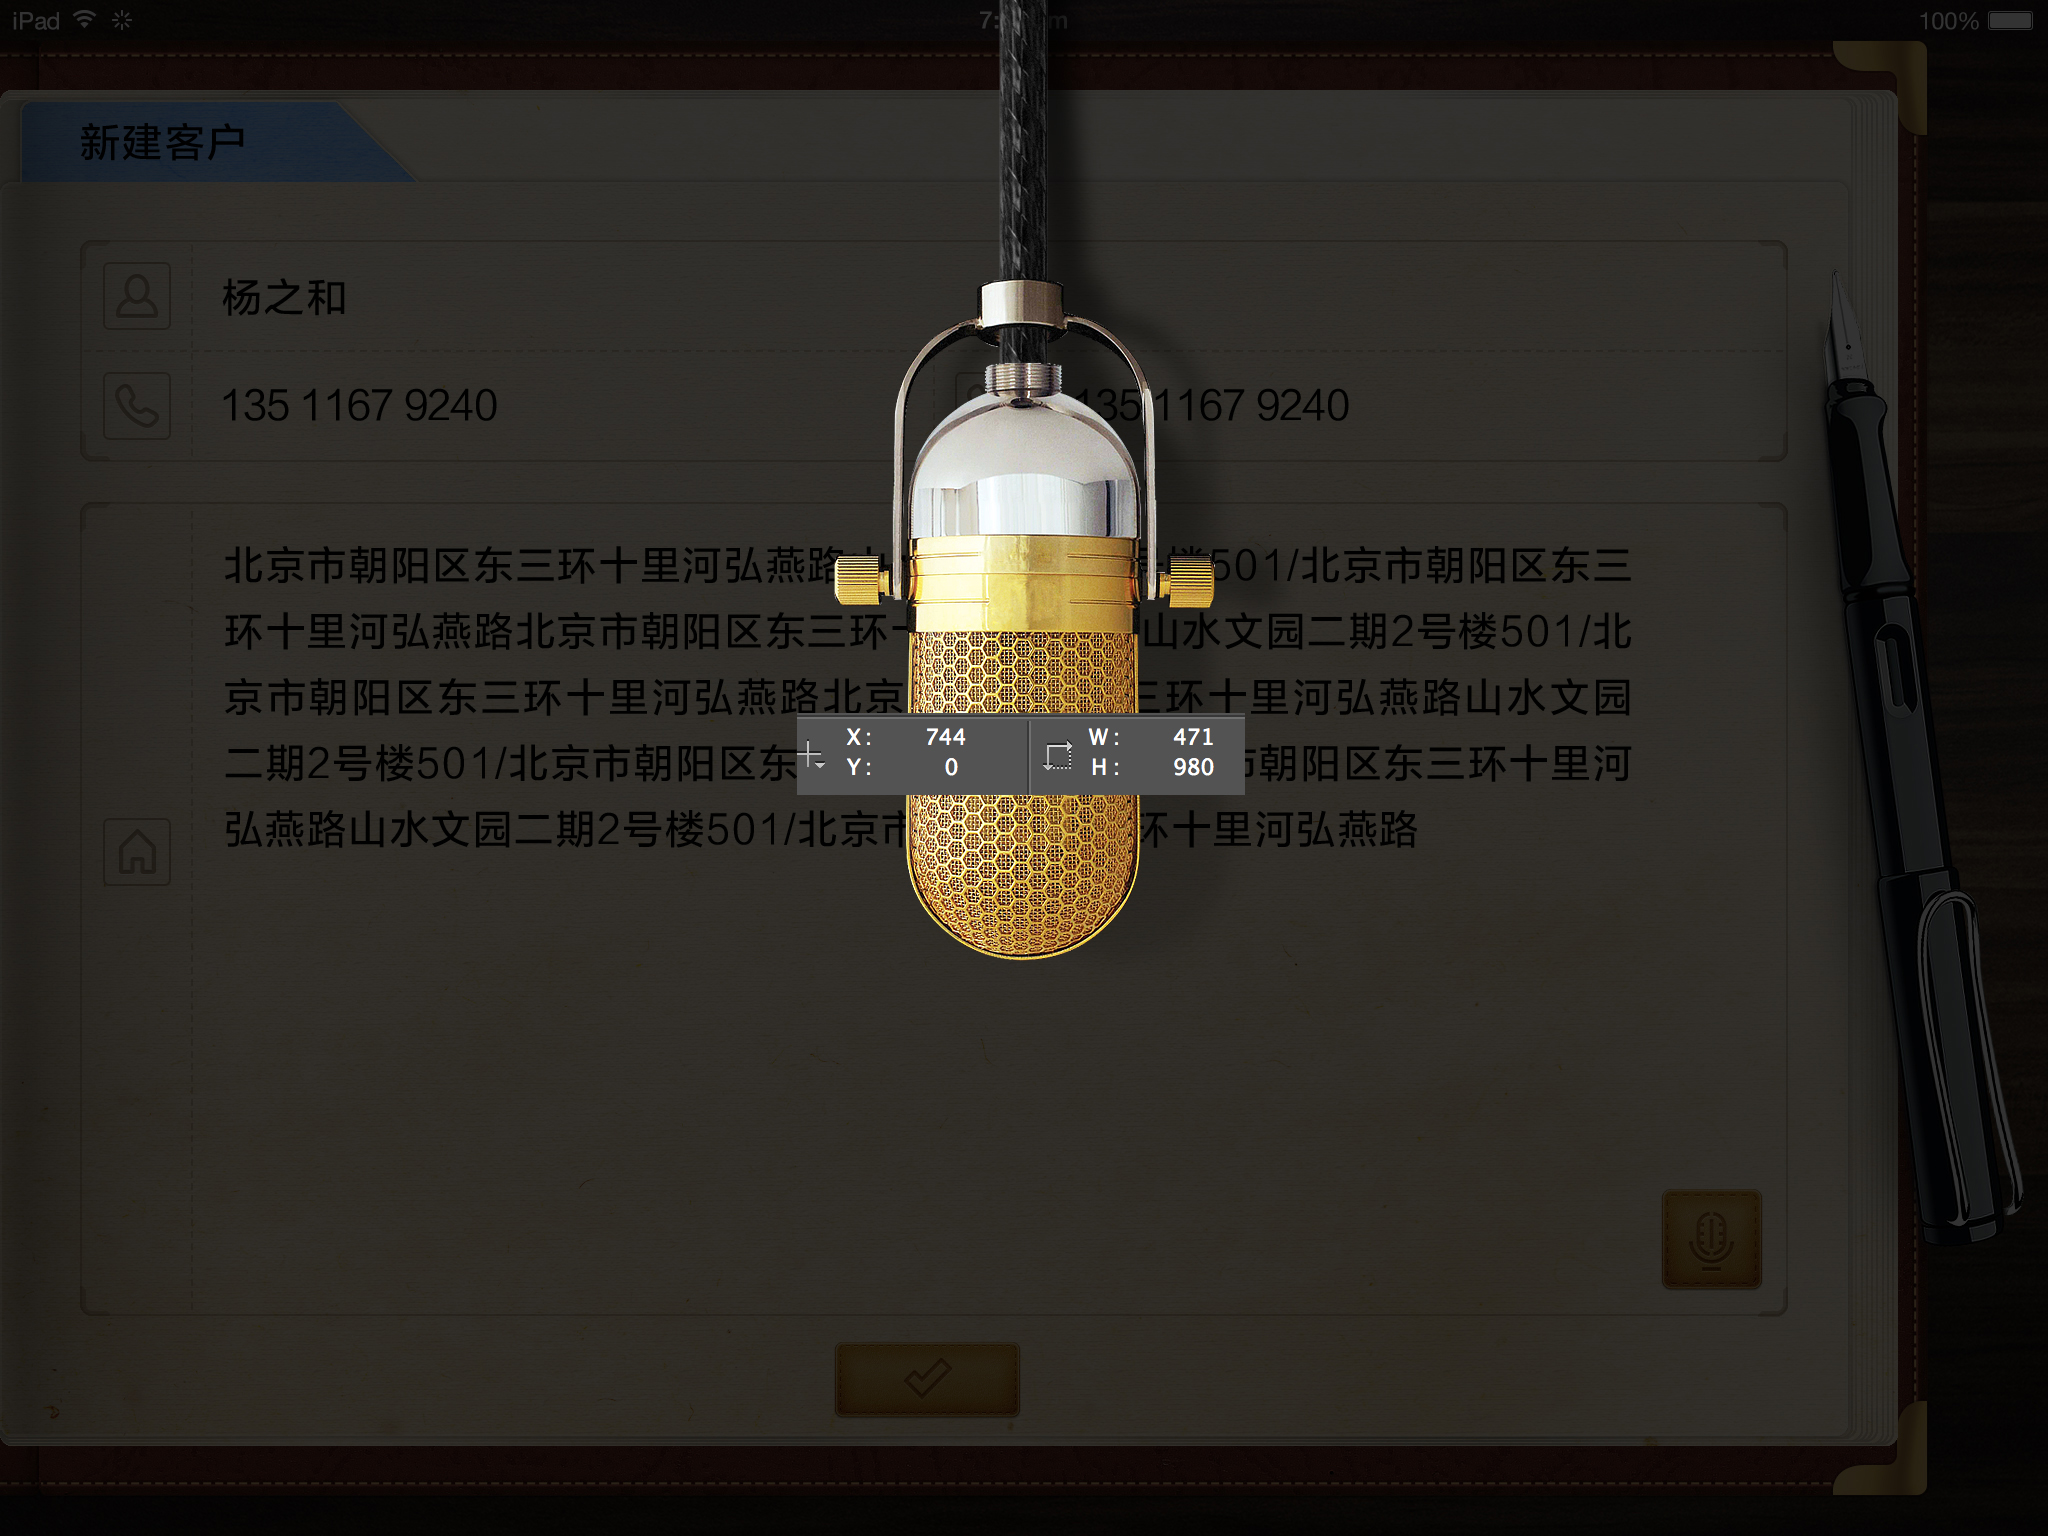 iPad
100%
新建客户
杨之和
135 1167 9240
135 1167 9240
北京市朝阳区东三环十里河弘燕路 楼501/北京市朝阳区东三
环十里河弘燕路北京市朝阳区东三环 山水文园二期2号楼501/北
京市朝阳区东三环十里河弘燕路北京 三环十里河弘燕路山水文园
二期2号楼501/北京市朝阳区东 朝阳区东三环十里河
弘燕路山水文园二期2号楼501/北京市 环十里河弘燕路
X: 744 W: 471
Y: 0 H: 980